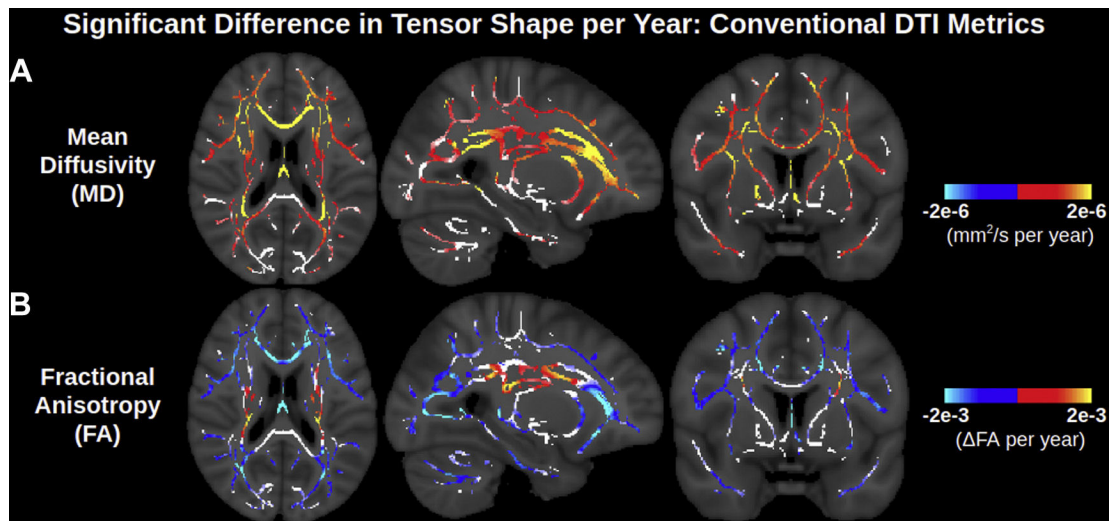 Significant Difference in Tensor Shape per Year: Conventional DTI Metrics
A
Mean
Diffusivity
(MD)
-2e-6 2e-6
(mm²/s per year)
B
Fractional
Anisotropy
(FA)
-2e-3 2e-3
(ΔFA per year)